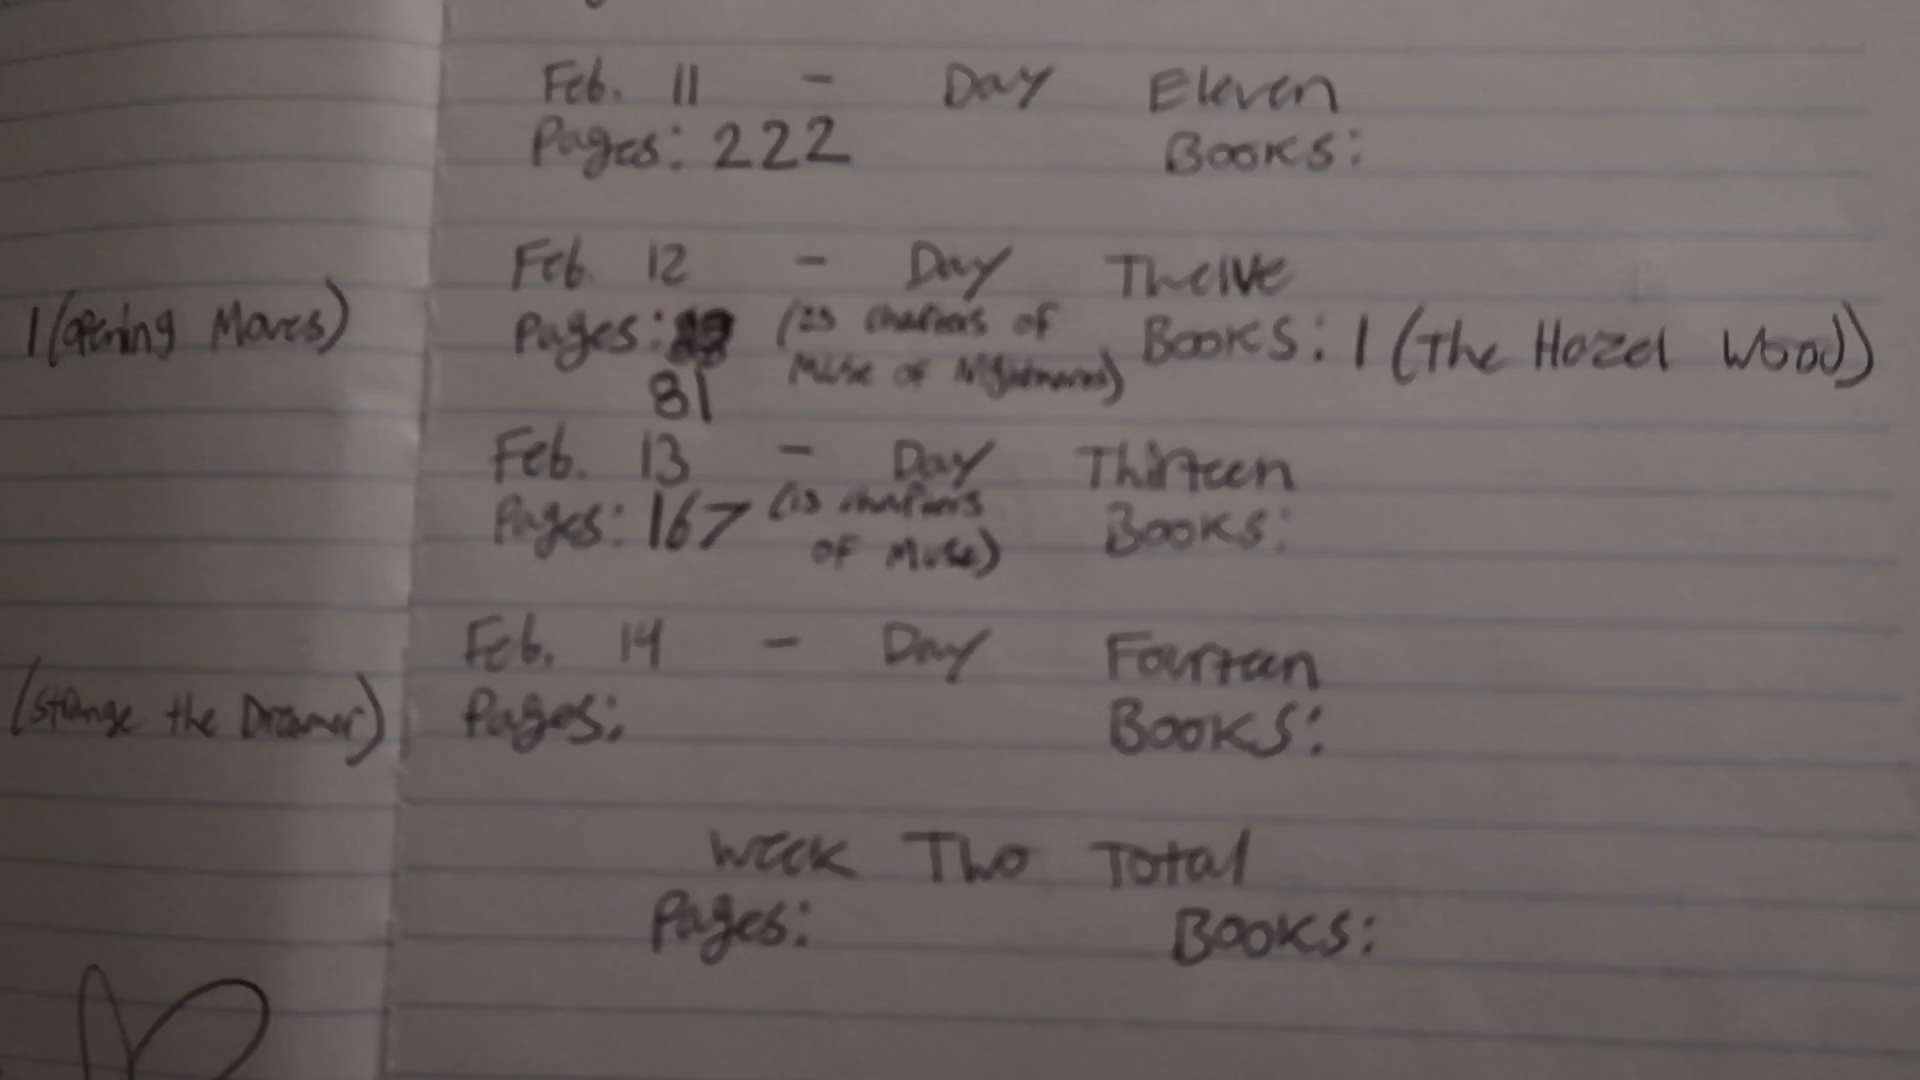 Feb. 11 - Day Eleven
Pages: 222 Books:
Feb. 12 - Day Twelve
1 (Opening Moves)
Pages: (23 chapters of Books: 1 (The Hazel Wood)
Muse of Nightmares)
81
Feb. 13 - Day Thirteen
Pages: 167 (13 chapters Books:
of Muse)
Feb. 14 - Day Fourteen
(Strange the Dreamer)
Pages: Books:
Week Two Total
Pages: Books: